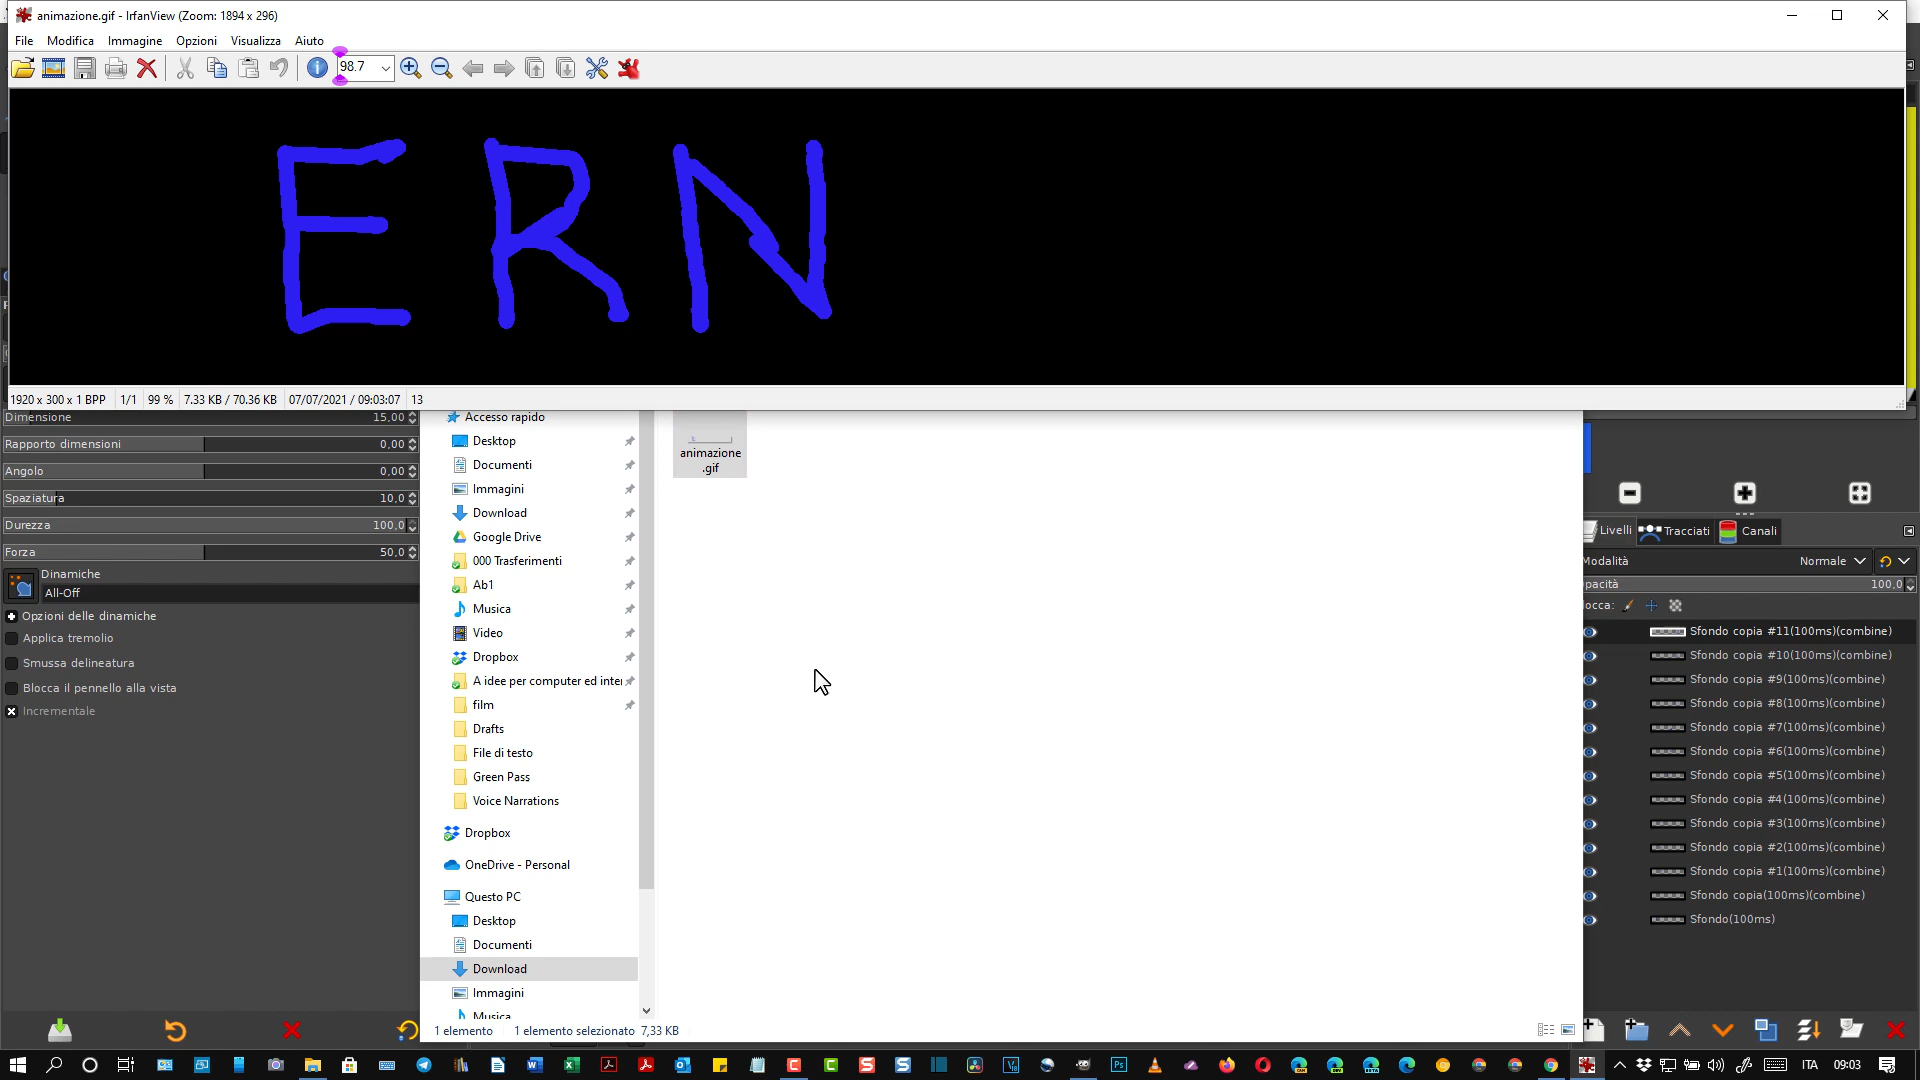 animazione.gif - IrfanView (Zoom: 1894 x 296)
File Modifica Immagine Opzioni Visualizza Aiuto
98.7
ERN
1920 x 300 x 1 BPP 1/1 99 % 7.33 KB / 70.36 KB 07/07/2021 / 09:03:07 13
Dimensione 15,00
Rapporto dimensioni 0,00
Angolo 0,00
Spaziatura 10,0
Durezza 100,0
Forza 50,0
Dinamiche
All-Off
Opzioni delle dinamiche
Applica tremolio
Smussa delineatura
Blocca il pennello alla vista
Incrementale
Accesso rapido
Desktop
Documenti
Immagini
Download
Google Drive
000 Trasferimenti
Ab1
Musica
Video
Dropbox
A idee per computer ed inter
film
Drafts
File di testo
Green Pass
Voice Narrations
Dropbox
OneDrive - Personal
Questo PC
Desktop
Documenti
Download
Immagini
Musica
animazione
.gif
1 elemento 1 elemento selezionato 7,33 KB
Livelli Tracciati Canali
Modalità Normale
pacità 100,0
locca:
Sfondo copia #11(100ms)(combine)
Sfondo copia #10(100ms)(combine)
Sfondo copia #9(100ms)(combine)
Sfondo copia #8(100ms)(combine)
Sfondo copia #7(100ms)(combine)
Sfondo copia #6(100ms)(combine)
Sfondo copia #5(100ms)(combine)
Sfondo copia #4(100ms)(combine)
Sfondo copia #3(100ms)(combine)
Sfondo copia #2(100ms)(combine)
Sfondo copia #1(100ms)(combine)
Sfondo copia(100ms)(combine)
Sfondo(100ms)
ITA 09:03